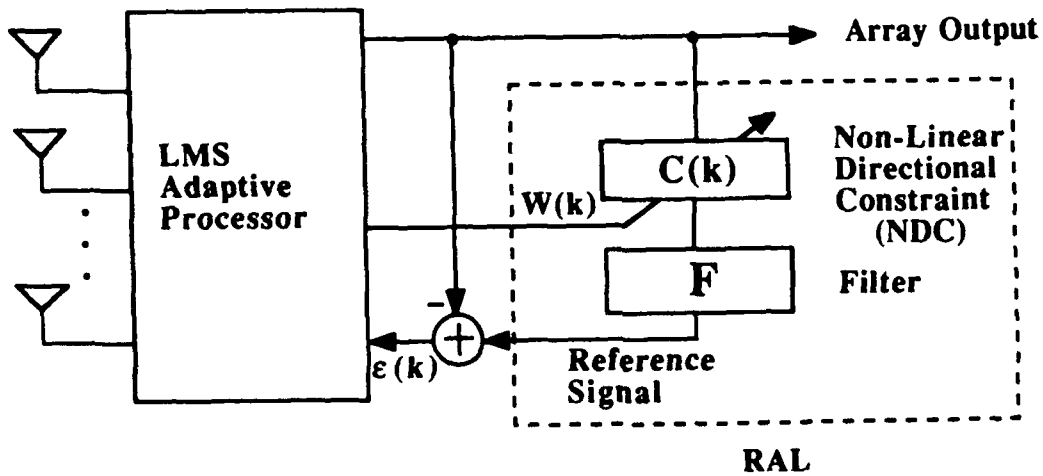 Array Output
LMS
Adaptive
Processor
C(k)
Non-Linear
Directional
Constraint
(NDC)
W(k)
F
Filter
−
+
ε(k)
Reference
Signal
RAL